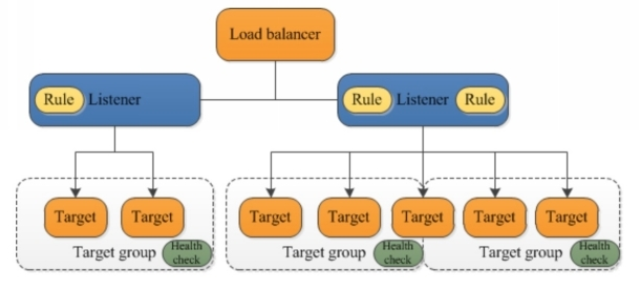 Load balancer
Rule Listener
Rule Listener Rule
Target Target
Target Target Target Target Target
Target group Health check
Target group Health check
Target group Health check